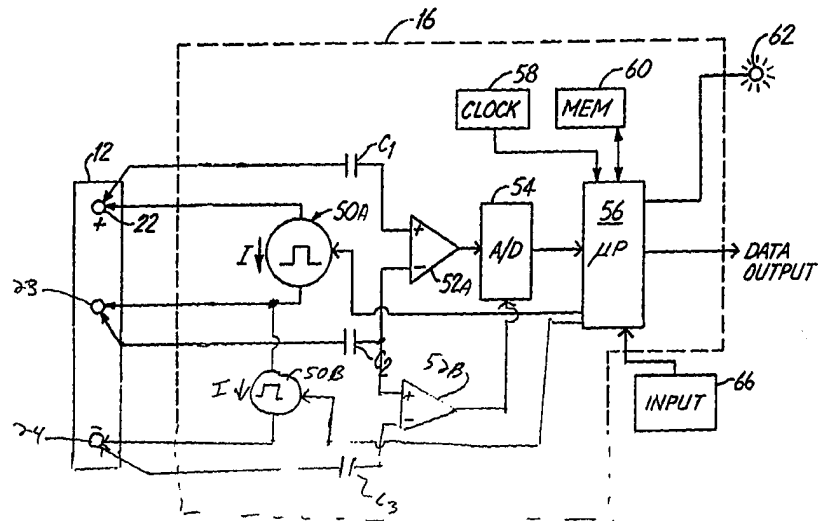 16
62
58
CLOCK
60
MEM
C1
12
22
+
50A
I
54
A/D
56
μP
+
-
52A
DATA
OUTPUT
23
C2
50B
I
52B
+
-
66
INPUT
24
-
C3